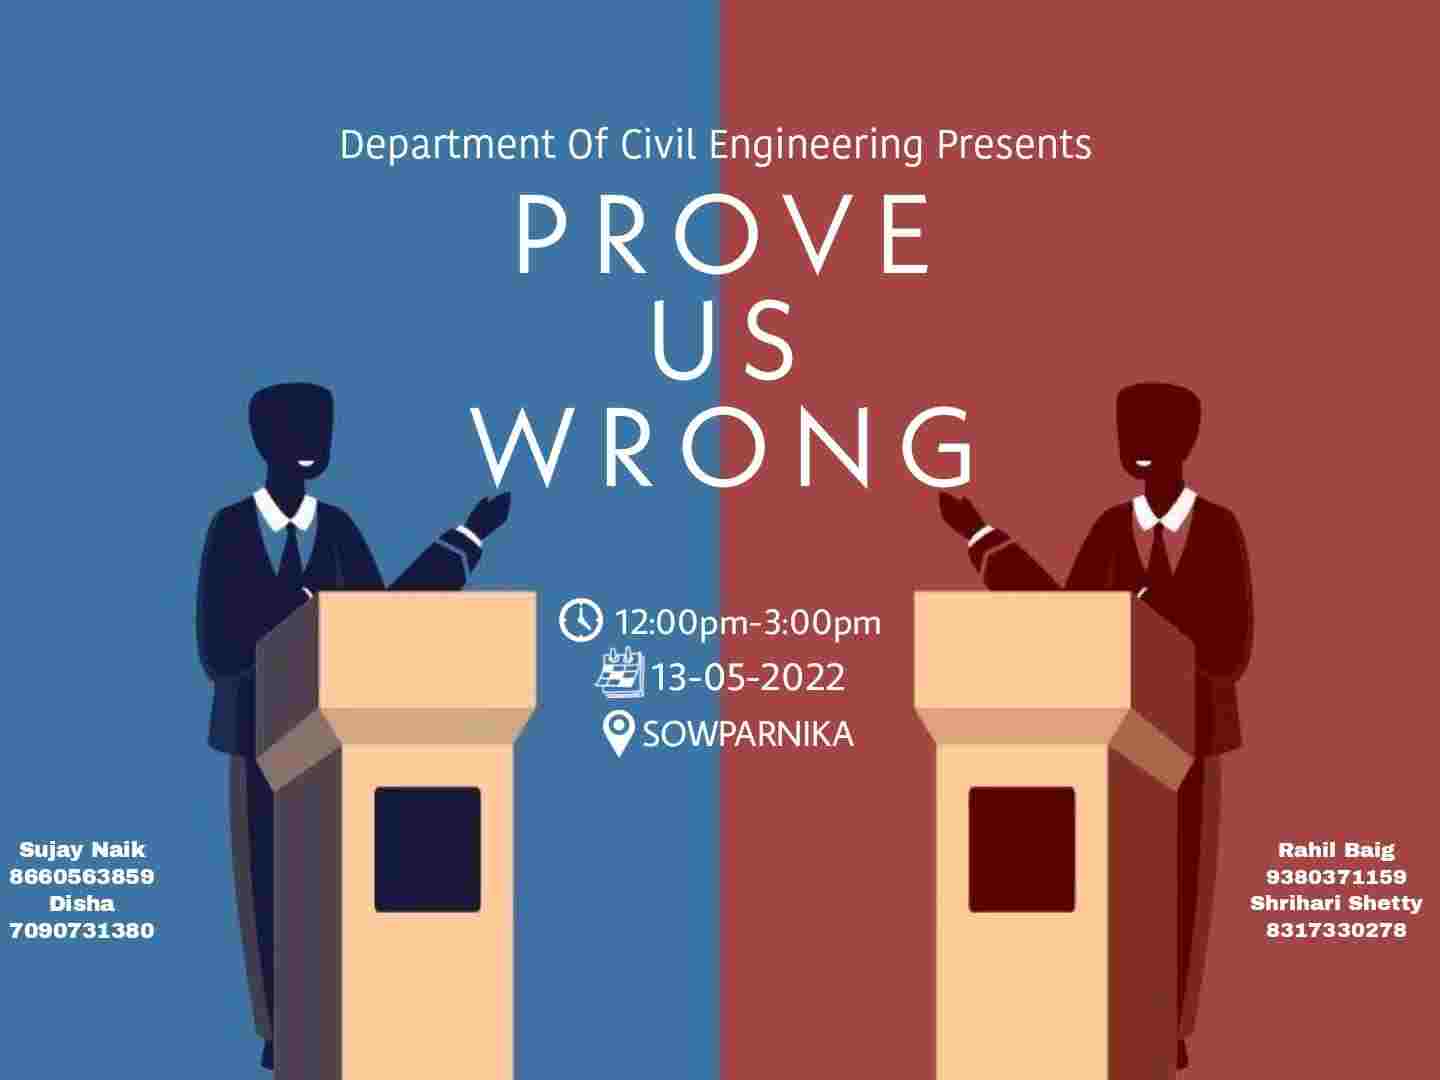 Department Of Civil Engineering Presents
PROVE
US
WRONG
12:00pm-3:00pm
13-05-2022
SOWPARNIKA
Sujay Naik
8660563859
Disha
7090731380
Rahil Baig
9380371159
Shrihari Shetty
8317330278